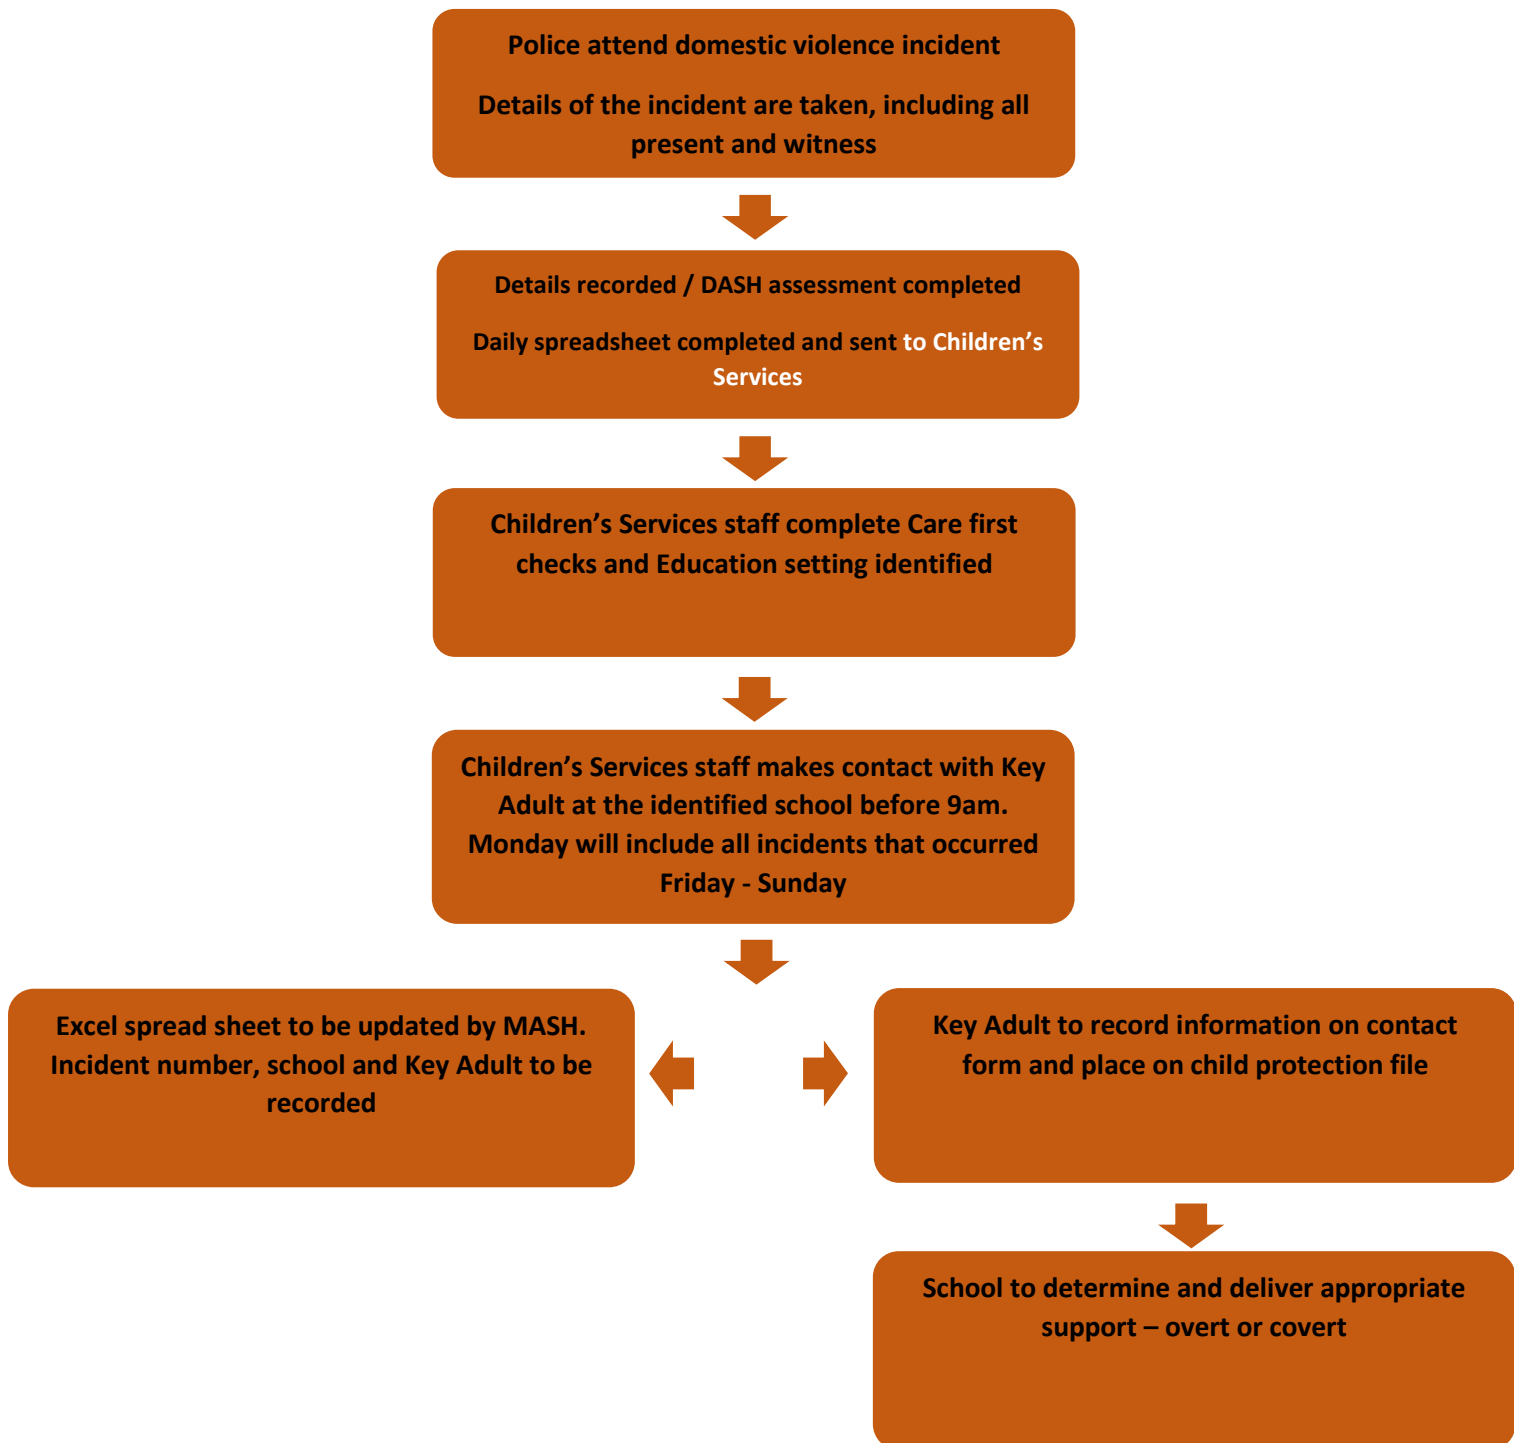 Police attend domestic violence incident
Details of the incident are taken, including all
present and witness
Details recorded / DASH assessment completed
Daily spreadsheet completed and sent to Children’s
Services
Children’s Services staff complete Care first
checks and Education setting identified
Children’s Services staff makes contact with Key
Adult at the identified school before 9am.
Monday will include all incidents that occurred
Friday - Sunday
Excel spread sheet to be updated by MASH.
Incident number, school and Key Adult to be
recorded
Key Adult to record information on contact
form and place on child protection file
School to determine and deliver appropriate
support – overt or covert